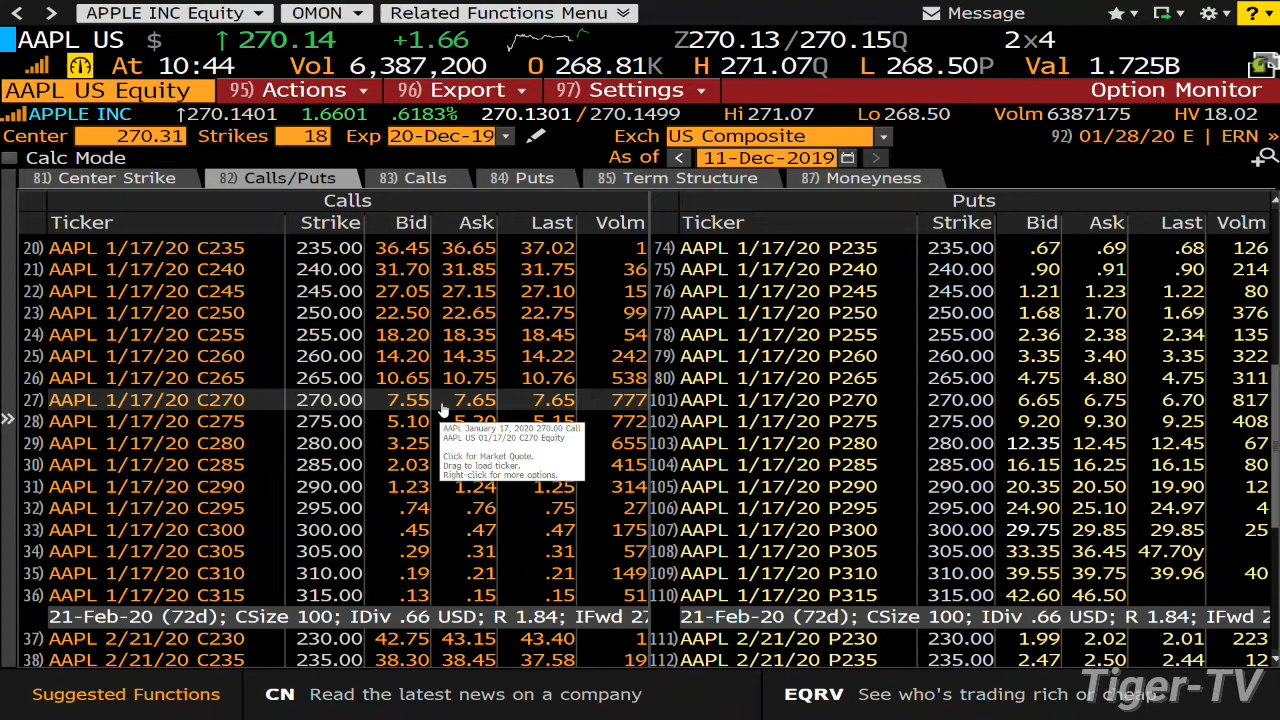 < > APPLE INC Equity OMON Related Functions Menu Message ?
AAPL US $ ↑ 270.14 +1.66 Z270.13/270.15Q 2x4
At 10:44 Vol 6,387,200 O 268.81K H 271.07Q L 268.50P Val 1.725B
AAPL US Equity 95) Actions 96) Export 97) Settings Option Monitor
APPLE INC ↑270.1401 1.6601 .6183% 270.1301 / 270.1499 Hi 271.07 Lo 268.50 Volm 6387175 HV 18.02
Center 270.31 Strikes 18 Exp 20-Dec-19 Exch US Composite 92) 01/28/20 E | ERN »
Calc Mode As of < 11-Dec-2019 >
81) Center Strike 82) Calls/Puts 83) Calls 84) Puts 85) Term Structure 87) Moneyness
Calls Puts
Ticker Strike Bid Ask Last Volm Ticker Strike Bid Ask Last Volm
20) AAPL 1/17/20 C235 235.00 36.45 36.65 37.02 1 74) AAPL 1/17/20 P235 235.00 .67 .69 .68 126
21) AAPL 1/17/20 C240 240.00 31.70 31.85 31.75 36 75) AAPL 1/17/20 P240 240.00 .90 .91 .90 214
22) AAPL 1/17/20 C245 245.00 27.05 27.15 27.10 15 76) AAPL 1/17/20 P245 245.00 1.21 1.23 1.22 80
23) AAPL 1/17/20 C250 250.00 22.50 22.65 22.75 99 77) AAPL 1/17/20 P250 250.00 1.68 1.70 1.69 376
24) AAPL 1/17/20 C255 255.00 18.20 18.35 18.45 54 78) AAPL 1/17/20 P255 255.00 2.36 2.38 2.34 135
25) AAPL 1/17/20 C260 260.00 14.20 14.35 14.22 242 79) AAPL 1/17/20 P260 260.00 3.35 3.40 3.35 322
26) AAPL 1/17/20 C265 265.00 10.65 10.75 10.76 538 80) AAPL 1/17/20 P265 265.00 4.75 4.80 4.75 311
27) AAPL 1/17/20 C270 270.00 7.55 7.65 7.65 777 101) AAPL 1/17/20 P270 270.00 6.65 6.75 6.70 817
28) AAPL 1/17/20 C275 275.00 5.10 5.20 5.15 772 102) AAPL 1/17/20 P275 275.00 9.20 9.30 9.25 408
29) AAPL 1/17/20 C280 280.00 3.25 655 103) AAPL 1/17/20 P280 280.00 12.35 12.45 12.45 67
30) AAPL 1/17/20 C285 285.00 2.03 415 104) AAPL 1/17/20 P285 285.00 16.15 16.25 16.15 80
31) AAPL 1/17/20 C290 290.00 1.23 1.24 1.25 314 105) AAPL 1/17/20 P290 290.00 20.35 20.50 19.90 12
32) AAPL 1/17/20 C295 295.00 .74 .76 .75 27 106) AAPL 1/17/20 P295 295.00 24.90 25.10 24.97 4
33) AAPL 1/17/20 C300 300.00 .45 .47 .47 175 107) AAPL 1/17/20 P300 300.00 29.75 29.85 29.85 25
34) AAPL 1/17/20 C305 305.00 .29 .31 .31 57 108) AAPL 1/17/20 P305 305.00 33.35 36.45 47.70y
35) AAPL 1/17/20 C310 310.00 .19 .21 .21 149 109) AAPL 1/17/20 P310 310.00 39.55 39.75 39.96 40
36) AAPL 1/17/20 C315 315.00 .13 .15 .15 51 110) AAPL 1/17/20 P315 315.00 42.60 46.50
21-Feb-20 (72d); CSize 100; IDiv .66 USD; R 1.84; IFwd 27 21-Feb-20 (72d); CSize 100; IDiv .66 USD; R 1.84; IFwd 2
37) AAPL 2/21/20 C230 230.00 42.75 43.15 43.40 1 111) AAPL 2/21/20 P230 230.00 1.99 2.02 2.01 223
38) AAPL 2/21/20 C235 235.00 38.30 38.45 37.58 19 112) AAPL 2/21/20 P235 235.00 2.47 2.50 2.44 12
AAPL January 17, 2020 270.00 Call
AAPL US 01/17/20 C270 Equity
Click for Market Quote.
Drag to load ticker.
Right-click for more options.
Suggested Functions CN Read the latest news on a company EQRV See who's trading rich or cheap
Tiger-TV